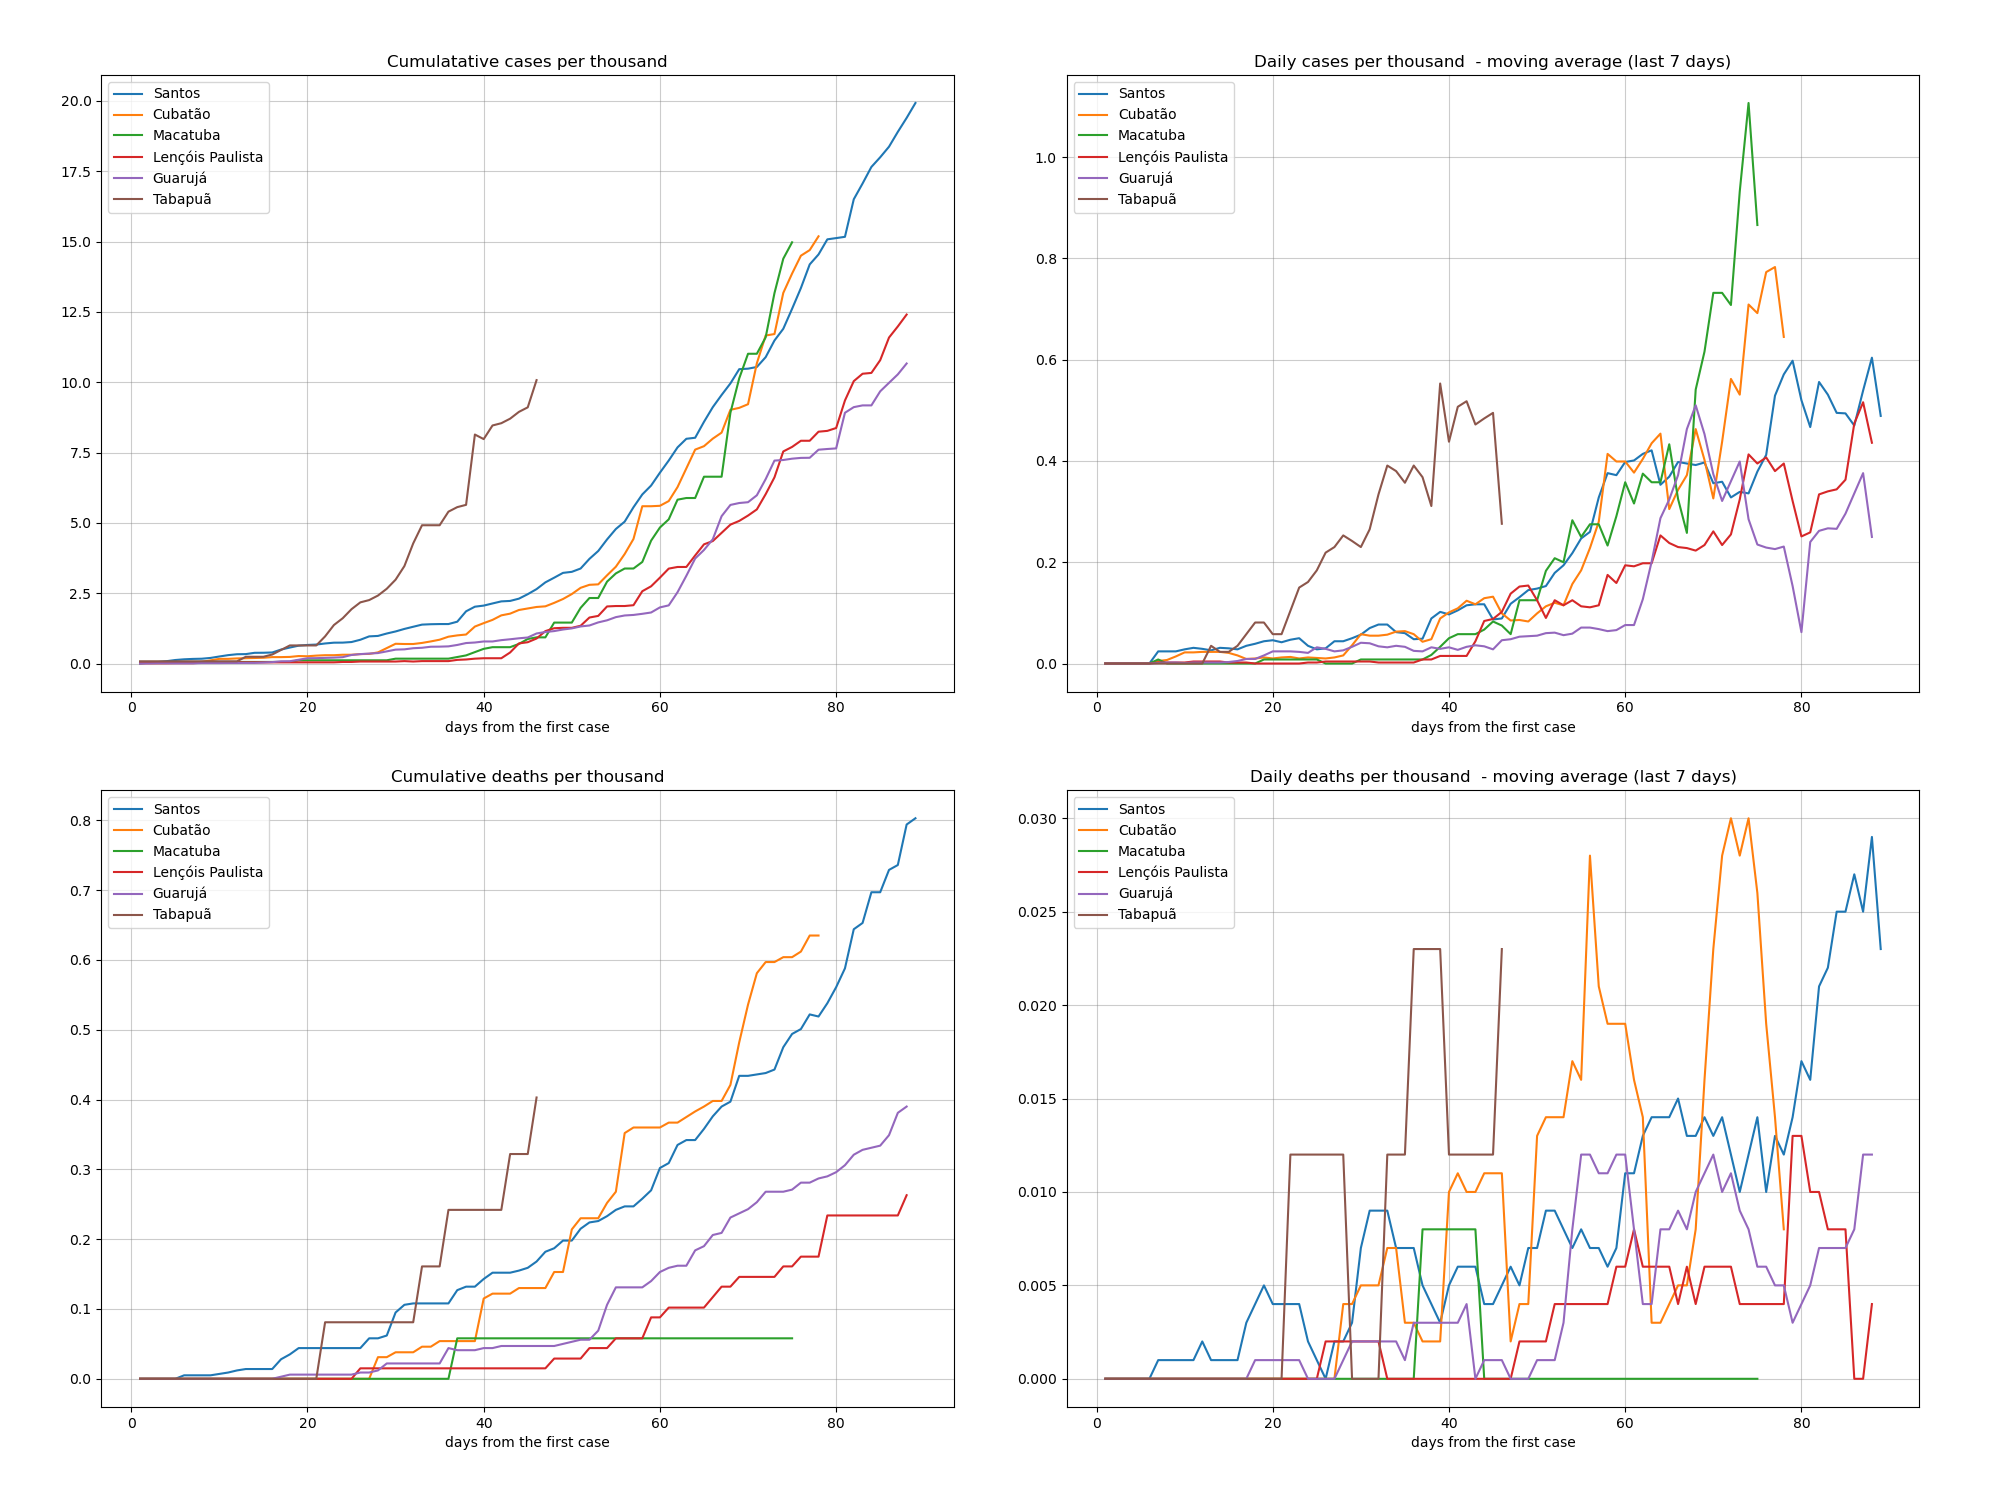 Cumulatative cases per thousand
20.0
17.5
15.0
12.5
10.0
7.5
5.0
2.5
0.0
Santos
Cubatão
Macatuba
Lençóis Paulista
Guarujá
Tabapuã
0 20 40 60 80
days from the first case
Daily cases per thousand - moving average (last 7 days)
1.0
0.8
0.6
0.4
0.2
0.0
Santos
Cubatão
Macatuba
Lençóis Paulista
Guarujá
Tabapuã
0 20 40 60 80
days from the first case
Cumulative deaths per thousand
0.8
0.7
0.6
0.5
0.4
0.3
0.2
0.1
0.0
Santos
Cubatão
Macatuba
Lençóis Paulista
Guarujá
Tabapuã
0 20 40 60 80
days from the first case
Daily deaths per thousand - moving average (last 7 days)
0.030
0.025
0.020
0.015
0.010
0.005
0.000
Santos
Cubatão
Macatuba
Lençóis Paulista
Guarujá
Tabapuã
0 20 40 60 80
days from the first case